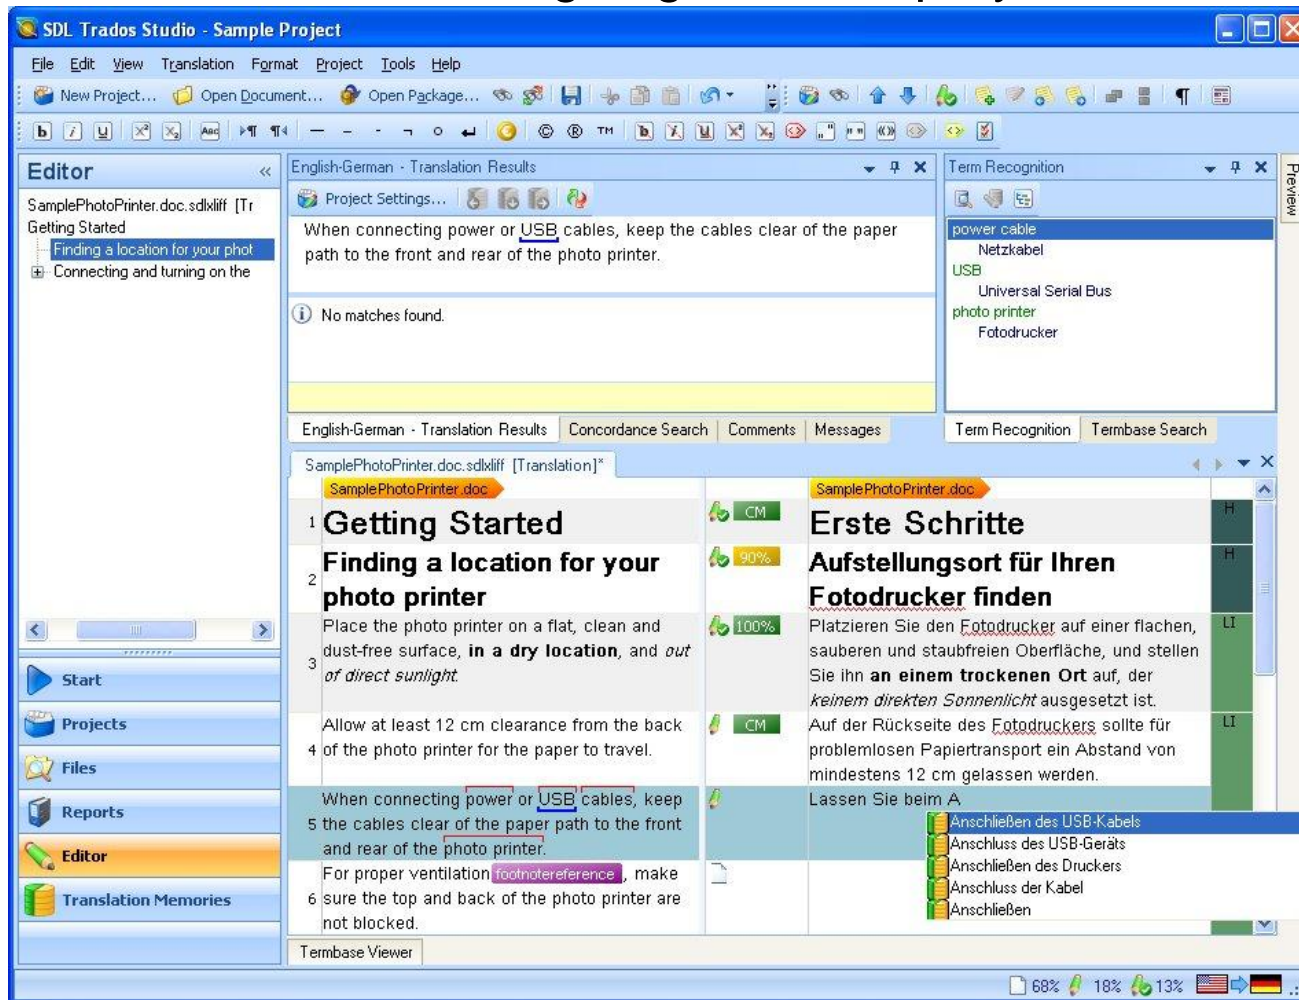 SDL Trados Studio - Sample Project
File Edit View Translation Format Project Tools Help
New Project... Open Document... Open Package...
Editor
SamplePhotoPrinter.doc.sdlxliff [Tr
Getting Started
Finding a location for your phot
Connecting and turning on the
Start
Projects
Files
Reports
Editor
Translation Memories
English-German - Translation Results
Project Settings...
When connecting power or USB cables, keep the cables clear of the paper
path to the front and rear of the photo printer.
No matches found.
English-German - Translation Results Concordance Search Comments Messages
Term Recognition
power cable
Netzkabel
USB
Universal Serial Bus
photo printer
Fotodrucker
Term Recognition Termbase Search
Preview
SamplePhotoPrinter.doc.sdlxliff [Translation]*
SamplePhotoPrinter.doc SamplePhotoPrinter.doc
1 Getting Started CM Erste Schritte H
2 Finding a location for your
photo printer
90%
Aufstellungsort für Ihren
Fotodrucker finden
H
3 Place the photo printer on a flat, clean and
dust-free surface, in a dry location, and out
of direct sunlight.
100%
Platzieren Sie den Fotodrucker auf einer flachen,
sauberen und staubfreien Oberfläche, und stellen
Sie ihn an einem trockenen Ort auf, der
keinem direkten Sonnenlicht ausgesetzt ist.
LI
4 Allow at least 12 cm clearance from the back
of the photo printer for the paper to travel.
CM
Auf der Rückseite des Fotodruckers sollte für
problemlosen Papiertransport ein Abstand von
mindestens 12 cm gelassen werden.
LI
5 When connecting power or USB cables, keep
the cables clear of the paper path to the front
and rear of the photo printer.
Lassen Sie beim A
Anschließen des USB-Kabels
Anschluss des USB-Geräts
Anschließen des Druckers
Anschluss der Kabel
Anschließen
6 For proper ventilation footnotereference , make
sure the top and back of the photo printer are
not blocked.
Termbase Viewer
68% 18% 13%